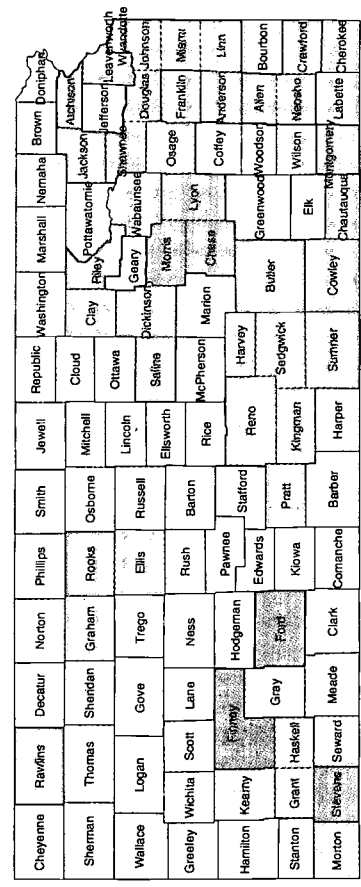 Cheyenne Rawlins Decatur Norton Phillips Smith Jewell Republic Washington Marshall Nemaha Brown Doniphan
Sherman Thomas Sheridan Graham Rooks Osborne Mitchell Cloud Clay Riley Pottawatomie Jackson Atchison
Jefferson Leavenworth Wyandotte
Wallace Logan Gove Trego Ellis Russell Lincoln Ottawa Dickinson Geary Wabaunsee Shawnee Douglas Johnson
Ellsworth Saline
Greeley Wichita Scott Lane Ness Rush Barton Rice McPherson Marion Morris Chase Lyon Osage Franklin Miami
Coffey Anderson Linn
Hamilton Kearny Finney Hodgeman Pawnee Stafford Reno Harvey Butler Greenwood Woodson Allen Bourbon
Gray Ford Edwards Sedgwick
Stanton Grant Haskell Kiowa Pratt Kingman Elk Wilson Neosho Crawford
Morton Stevens Seward Meade Clark Comanche Barber Harper Sumner Cowley Chautauqua Montgomery Labette Cherokee